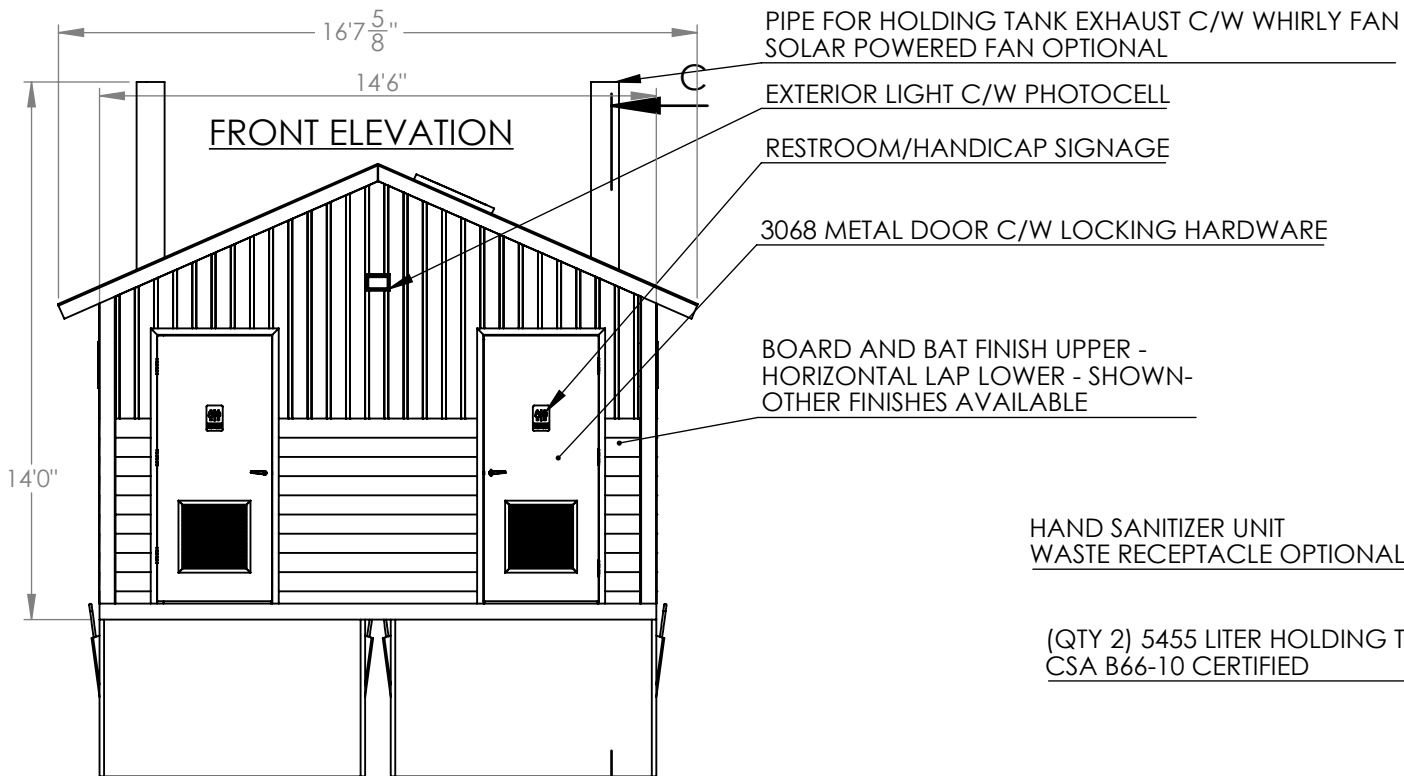 16'7 5/8"
PIPE FOR HOLDING TANK EXHAUST C/W WHIRLY FAN
SOLAR POWERED FAN OPTIONAL
14'6"
C
EXTERIOR LIGHT C/W PHOTOCELL
FRONT ELEVATION
RESTROOM/HANDICAP SIGNAGE
3068 METAL DOOR C/W LOCKING HARDWARE
BOARD AND BAT FINISH UPPER -
HORIZONTAL LAP LOWER - SHOWN-
OTHER FINISHES AVAILABLE
14'0"
HAND SANITIZER UNIT
WASTE RECEPTACLE OPTIONAL
(QTY 2) 5455 LITER HOLDING T
CSA B66-10 CERTIFIED